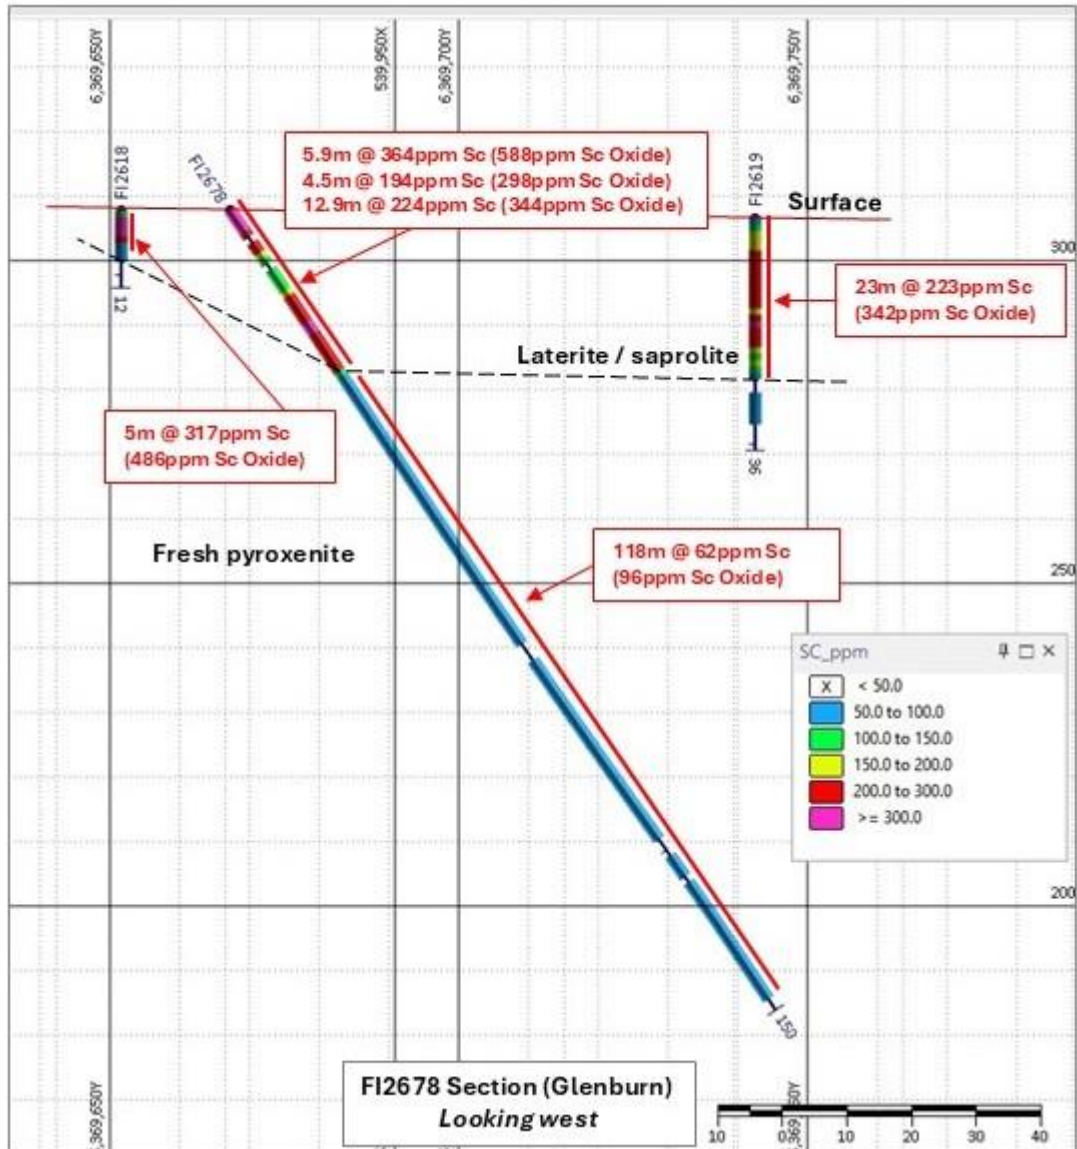 6,369,650Y
539,950X
6,369,700Y
6,369,750Y
FI2618
FI2678
5.9m @ 364ppm Sc (588ppm Sc Oxide)
4.5m @ 194ppm Sc (298ppm Sc Oxide)
12.9m @ 224ppm Sc (344ppm Sc Oxide)
FI2619
Surface
300
12
23m @ 223ppm Sc
(342ppm Sc Oxide)
Laterite / saprolite
5m @ 317ppm Sc
(486ppm Sc Oxide)
96
Fresh pyroxenite
118m @ 62ppm Sc
(96ppm Sc Oxide)
250
SC_ppm
X < 50.0
50.0 to 100.0
100.0 to 150.0
150.0 to 200.0
200.0 to 300.0
>= 300.0
200
150
FI2678 Section (Glenburn)
Looking west
10 0 10 20 30 40